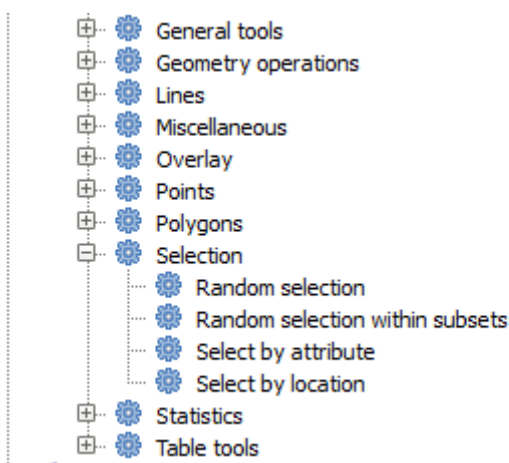 General tools
Geometry operations
Lines
Miscellaneous
Overlay
Points
Polygons
Selection
Random selection
Random selection within subsets
Select by attribute
Select by location
Statistics
Table tools